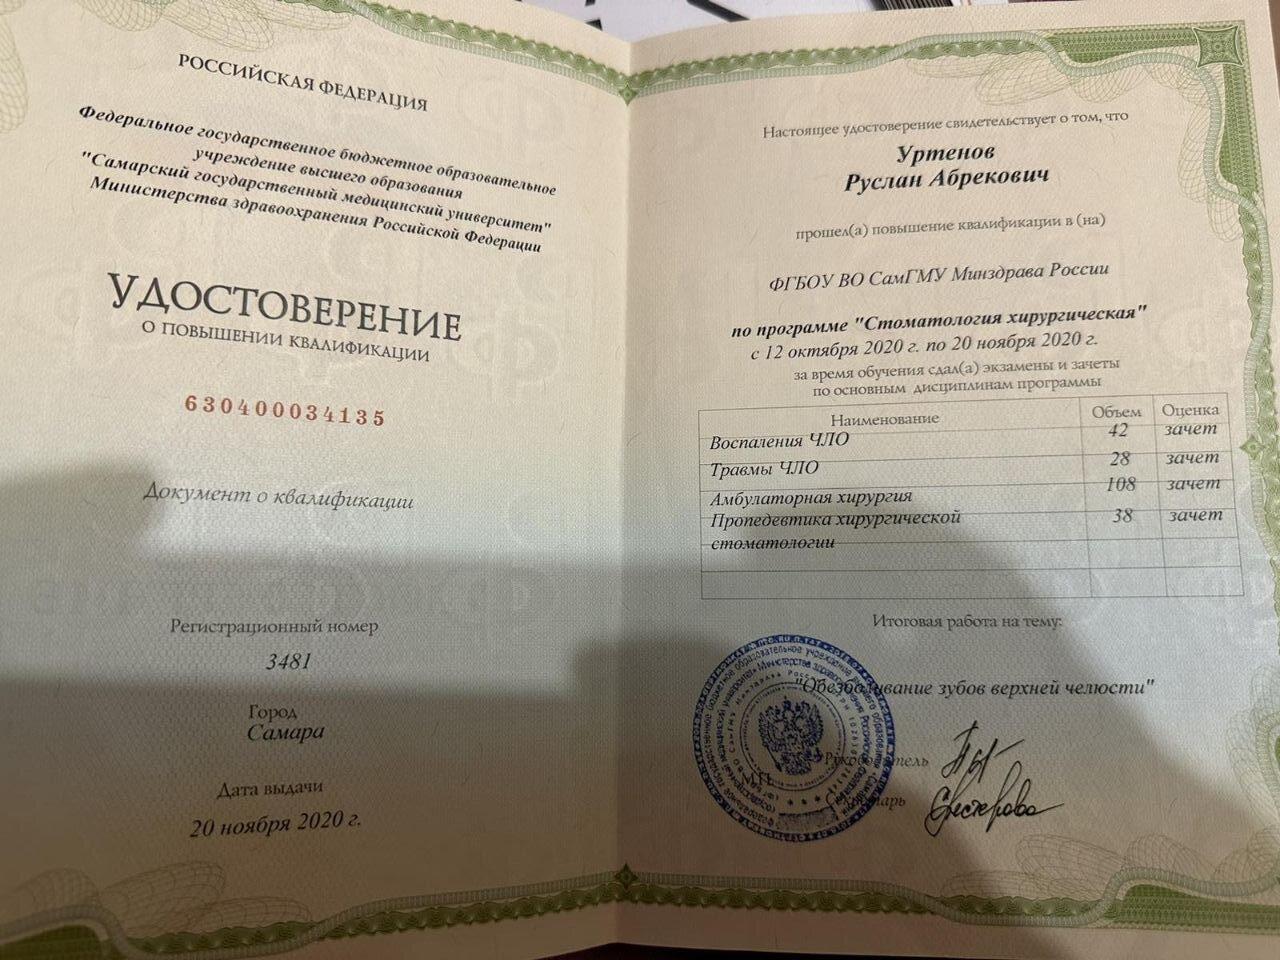 РОССИЙСКАЯ ФЕДЕРАЦИЯ
Федеральное государственное бюджетное образовательное
учреждение высшего образования
"Самарский государственный медицинский университет"
Министерства здравоохранения Российской Федерации
УДОСТОВЕРЕНИЕ
О ПОВЫШЕНИИ КВАЛИФИКАЦИИ
630400034135
Документ о квалификации
Регистрационный номер
3481
Город
Самара
Дата выдачи
20 ноября 2020 г.
Настоящее удостоверение свидетельствует о том, что
Уртенов
Руслан Абрекович
прошел(а) повышение квалификации в (на)
ФГБОУ ВО СамГМУ Минздрава России
по программе "Стоматология хирургическая"
с 12 октября 2020 г. по 20 ноября 2020 г.
за время обучения сдал(а) экзамены и зачеты
по основным дисциплинам программы
Наименование Объем Оценка
Воспаления ЧЛО 42 зачет
Травмы ЧЛО 28 зачет
Амбулаторная хирургия 108 зачет
Пропедевтика хирургической 38 зачет
стоматологии
Итоговая работа на тему:
"Обезболивание зубов верхней челюсти"
Руководитель
М.П.
Секретарь